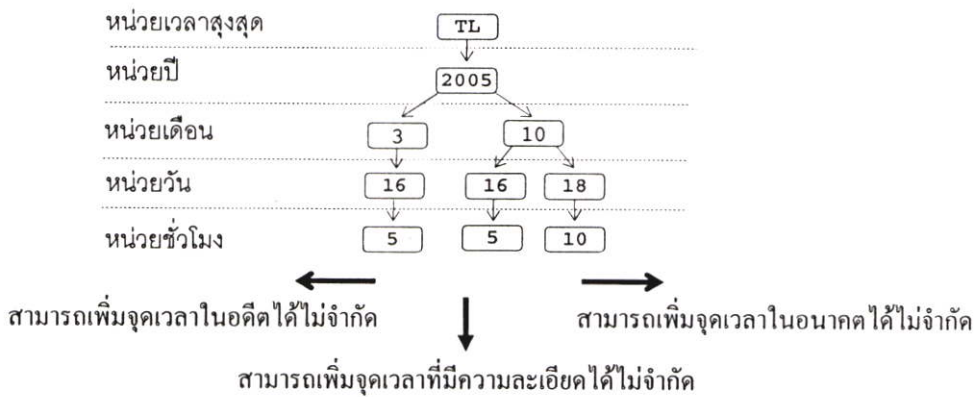 หน่วยเวลาสูงสุด TL
หน่วยปี 2005
หน่วยเดือน 3 10
หน่วยวัน 16 16 18
หน่วยชั่วโมง 5 5 10
สามารถเพิ่มจุดเวลาในอดีตได้ไม่จำกัด สามารถเพิ่มจุดเวลาในอนาคตได้ไม่จำกัด
สามารถเพิ่มจุดเวลาที่มีความละเอียดได้ไม่จำกัด